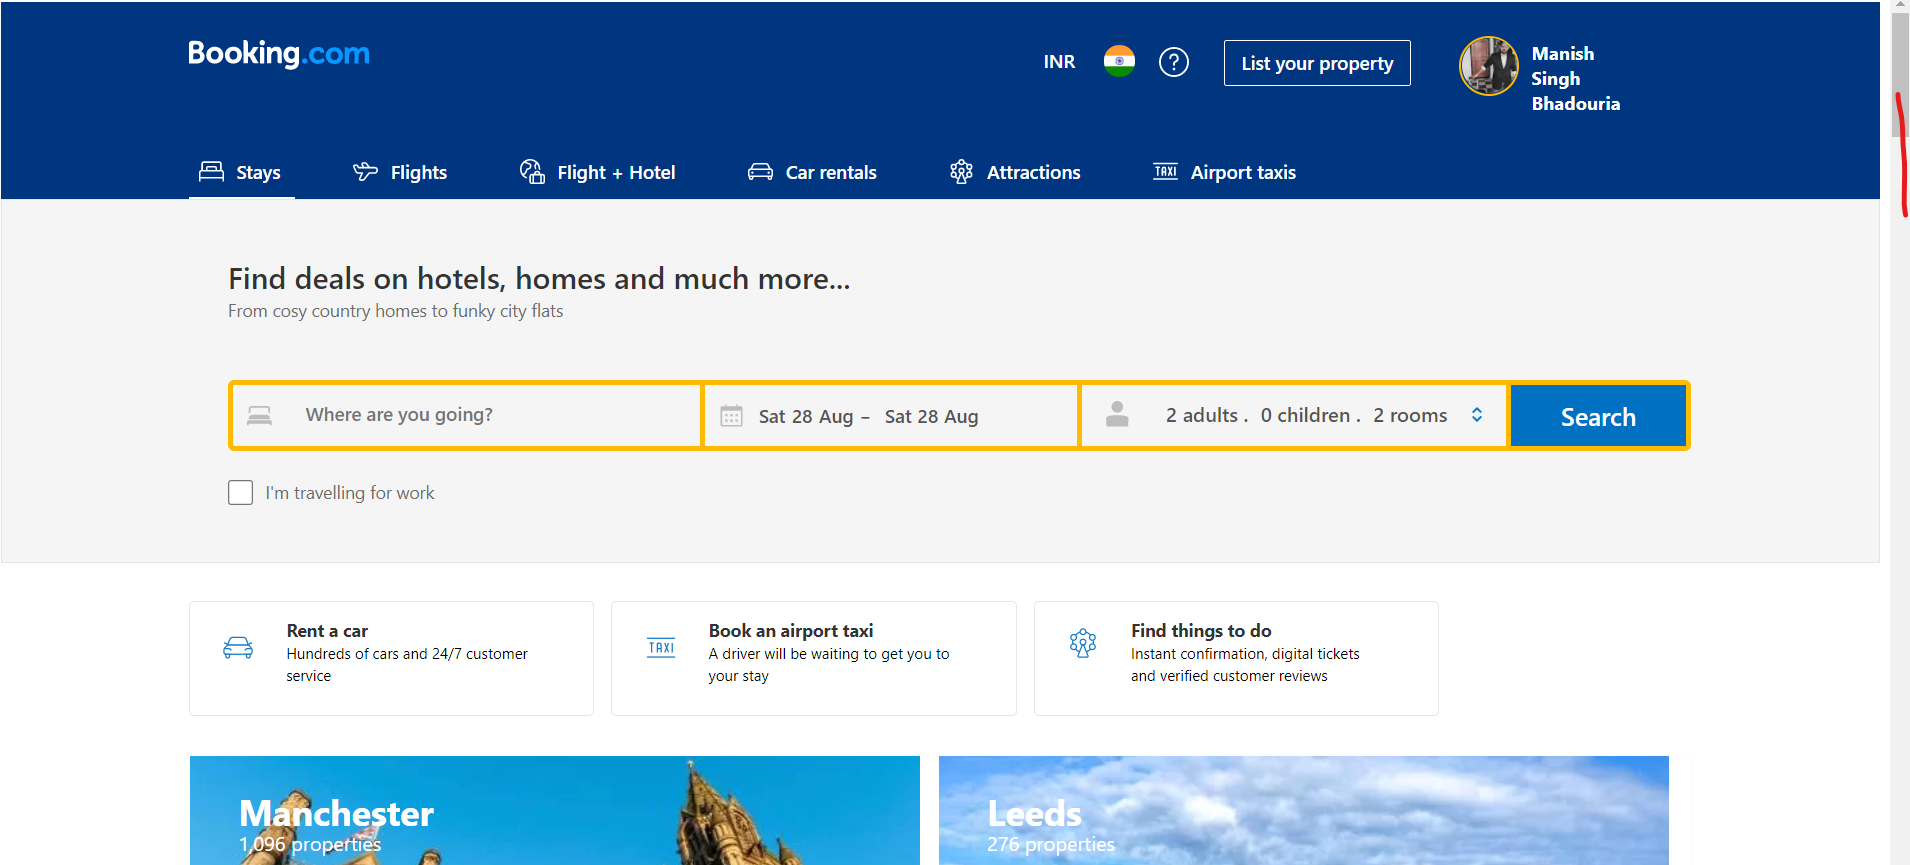 Booking.com
INR
?
List your property
Manish
Singh
Bhadouria
Stays
Flights
Flight + Hotel
Car rentals
Attractions
TAXI
Airport taxis
Find deals on hotels, homes and much more...
From cosy country homes to funky city flats
Where are you going?
Sat 28 Aug – Sat 28 Aug
2 adults . 0 children . 2 rooms
Search
I'm travelling for work
Rent a car
Hundreds of cars and 24/7 customer
service
TAXI
Book an airport taxi
A driver will be waiting to get you to
your stay
Find things to do
Instant confirmation, digital tickets
and verified customer reviews
Manchester
1,096 properties
Leeds
276 properties